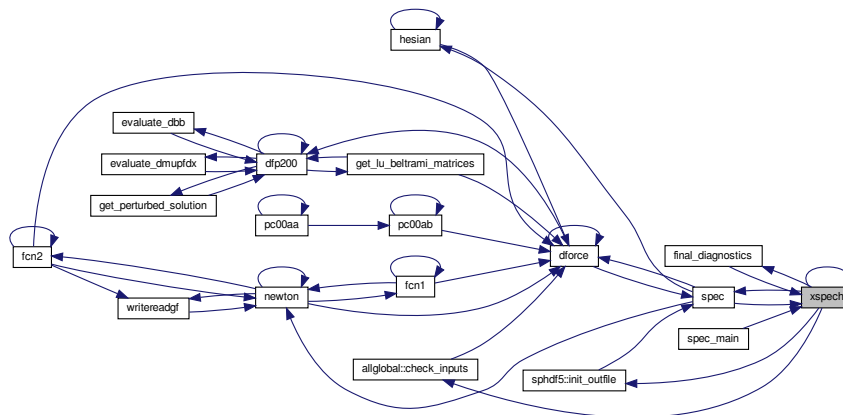 hesian
evaluate_dbb
evaluate_dmupfdx
dfp200
get_lu_beltrami_matrices
get_perturbed_solution
pc00aa
pc00ab
fcn2
dforce
final_diagnostics
fcn1
newton
writereadgf
spec
xspech
spec_main
allglobal::check_inputs
sphdf5::init_outfile